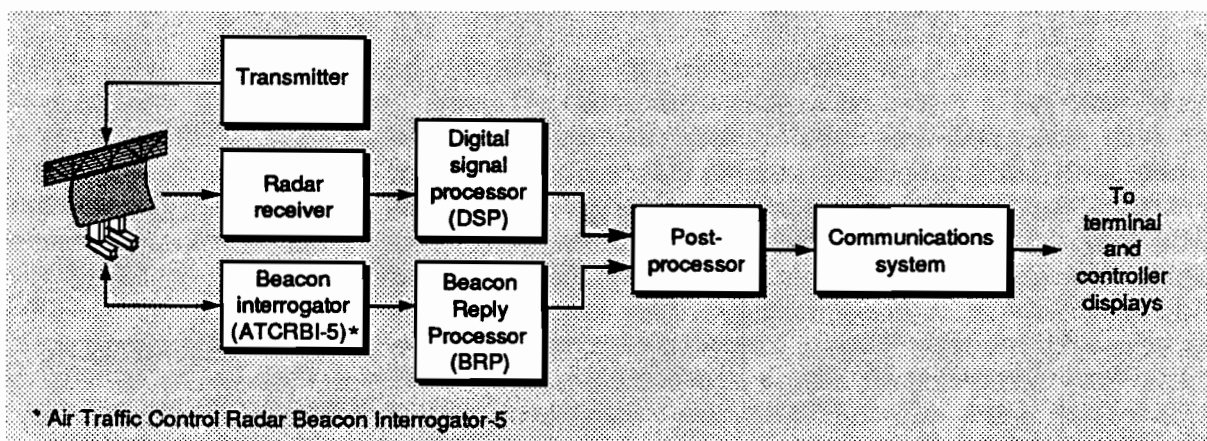 Transmitter
Radar
receiver
Beacon
interrogator
(ATCRBI-5)*
Digital
signal
processor
(DSP)
Beacon
Reply
Processor
(BRP)
Post-
processor
Communications
system
To
terminal
and
controller
displays
* Air Traffic Control Radar Beacon Interrogator-5